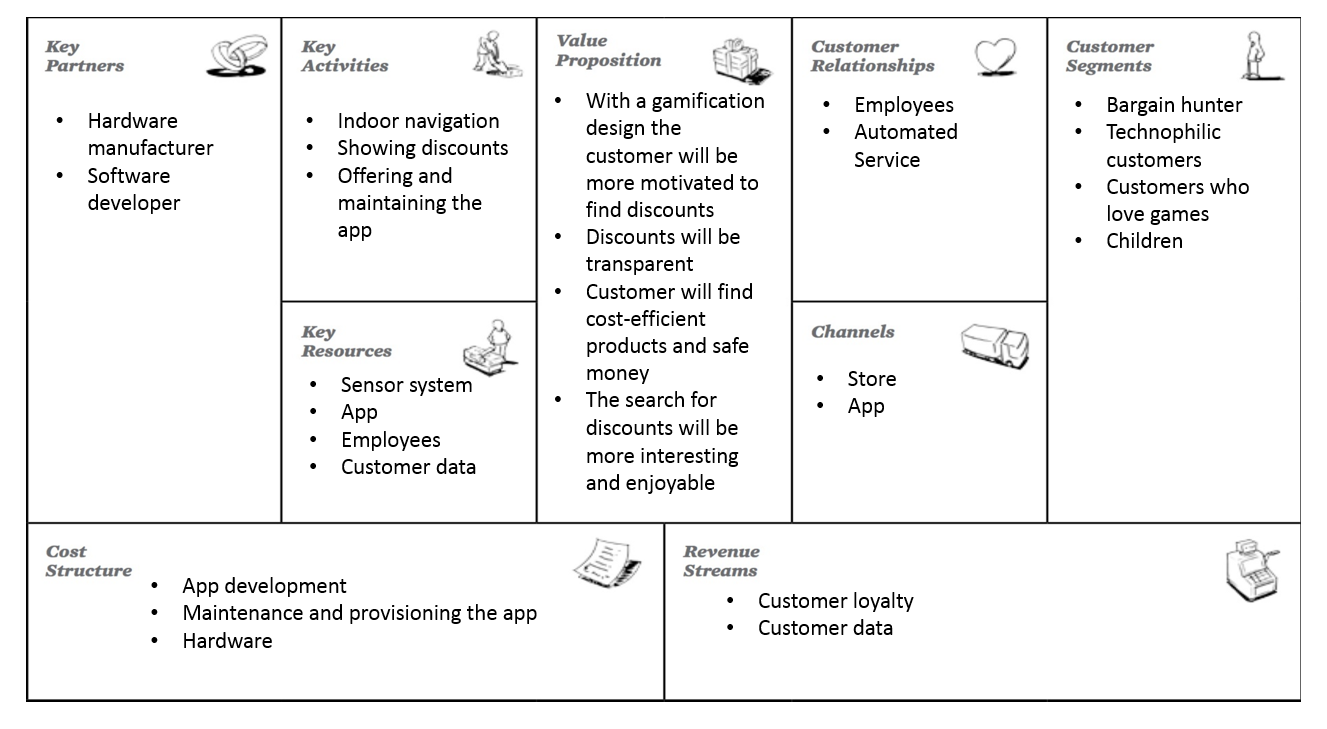 Key
Partners
• Hardware
manufacturer
• Software
developer
Key
Activities
• Indoor navigation
• Showing discounts
• Offering and
maintaining the
app
Key
Resources
• Sensor system
• App
• Employees
• Customer data
Value
Proposition
• With a gamification
design the
customer will be
more motivated to
find discounts
• Discounts will be
transparent
• Customer will find
cost-efficient
products and safe
money
• The search for
discounts will be
more interesting
and enjoyable
Customer
Relationships
• Employees
• Automated
Service
Channels
• Store
• App
Customer
Segments
• Bargain hunter
• Technophilic
customers
• Customers who
love games
• Children
Cost
Structure
• App development
• Maintenance and provisioning the app
• Hardware
Revenue
Streams
• Customer loyalty
• Customer data